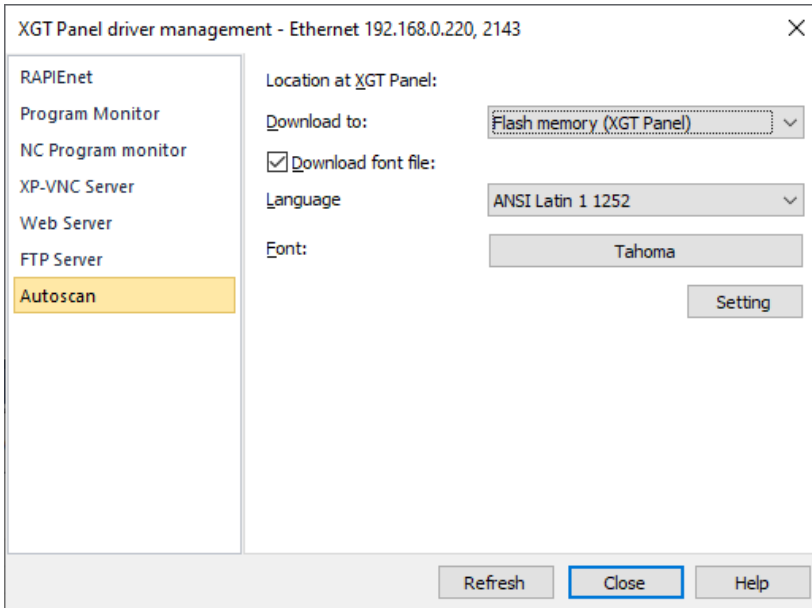 XGT Panel driver management - Ethernet 192.168.0.220, 2143
RAPIEnet
Program Monitor
NC Program monitor
XP-VNC Server
Web Server
FTP Server
Autoscan
Location at XGT Panel:
Download to:
Flash memory (XGT Panel)
Download font file:
Language
ANSI Latin 1 1252
Font:
Tahoma
Setting
Refresh
Close
Help